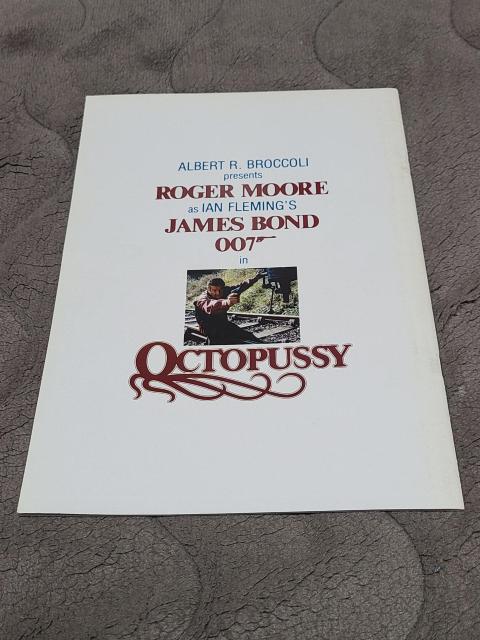 ALBERT R. BROCCOLI
presents
ROGER MOORE
as IAN FLEMING'S
JAMES BOND
007
in
OCTOPUSSY